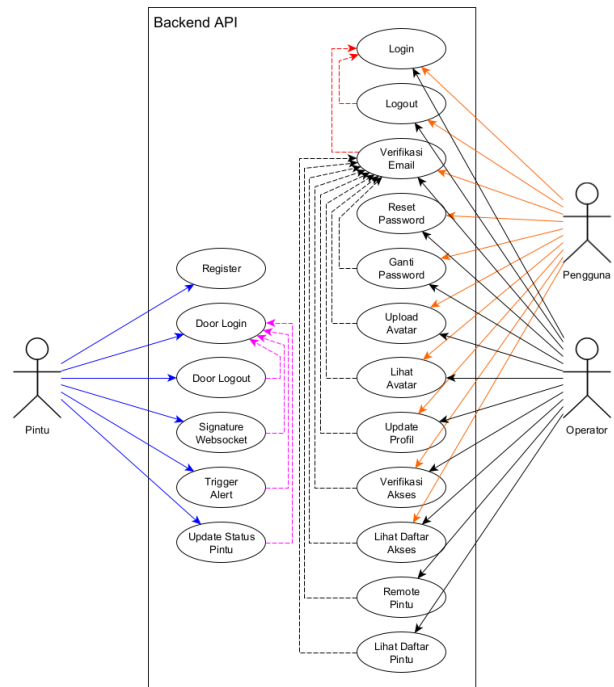 Backend API
Login
Logout
Verifikasi
Email
Reset
Password
Ganti
Password
Upload
Avatar
Lihat
Avatar
Update
Profil
Verifikasi
Akses
Lihat Daftar
Akses
Remote
Pintu
Lihat Daftar
Pintu
Register
Door Login
Door Logout
Signature
Websocket
Trigger
Alert
Update Status
Pintu
Pintu
Pengguna
Operator